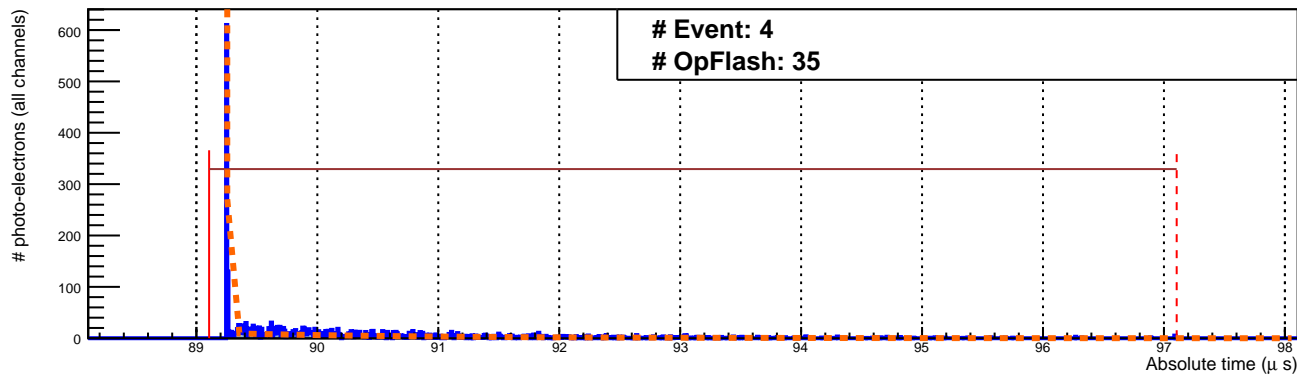 # Event: 4
# OpFlash: 35
# photo-electrons (all channels)
600
500
400
300
200
100
0
89 90 91 92 93 94 95 96 97 98
Absolute time (μ s)